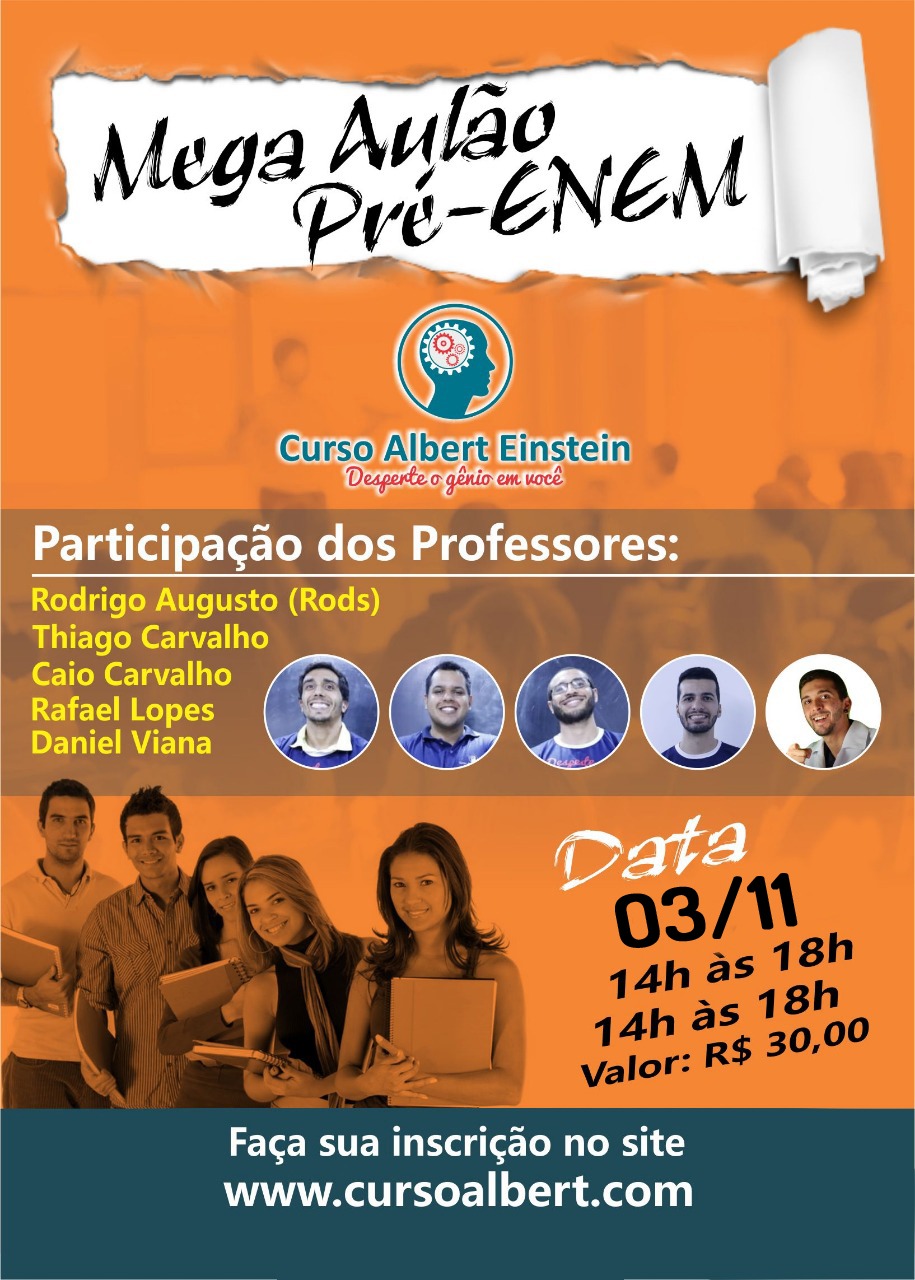 Mega Aulão
Pré-ENEM
Curso Albert Einstein
Desperte o gênio em você
Participação dos Professores:
Rodrigo Augusto (Rods)
Thiago Carvalho
Caio Carvalho
Rafael Lopes
Daniel Viana
Desperte
Data
03/11
14h às 18h
14h às 18h
Valor: R$ 30,00
Faça sua inscrição no site
www.cursoalbert.com